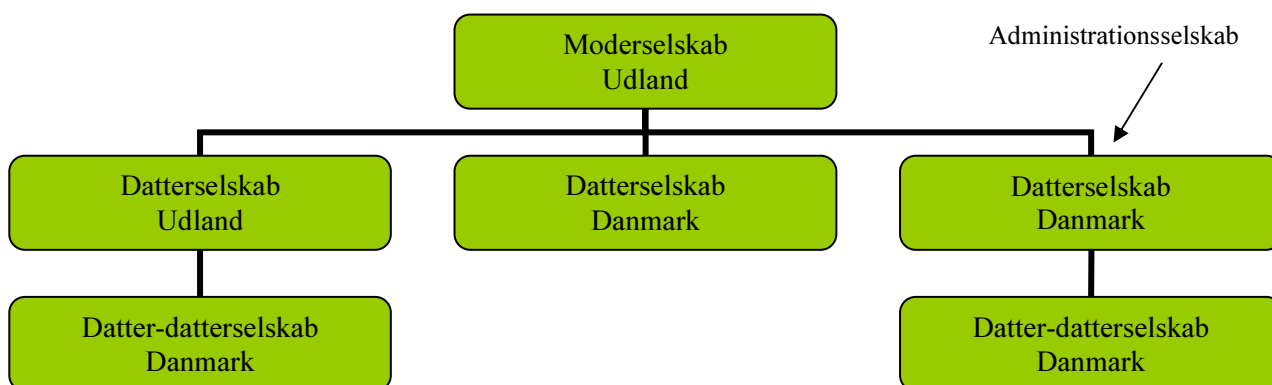 Administrationsselskab
Moderselskab
Udland
Datterselskab
Udland
Datterselskab
Danmark
Datterselskab
Danmark
Datter-datterselskab
Danmark
Datter-datterselskab
Danmark